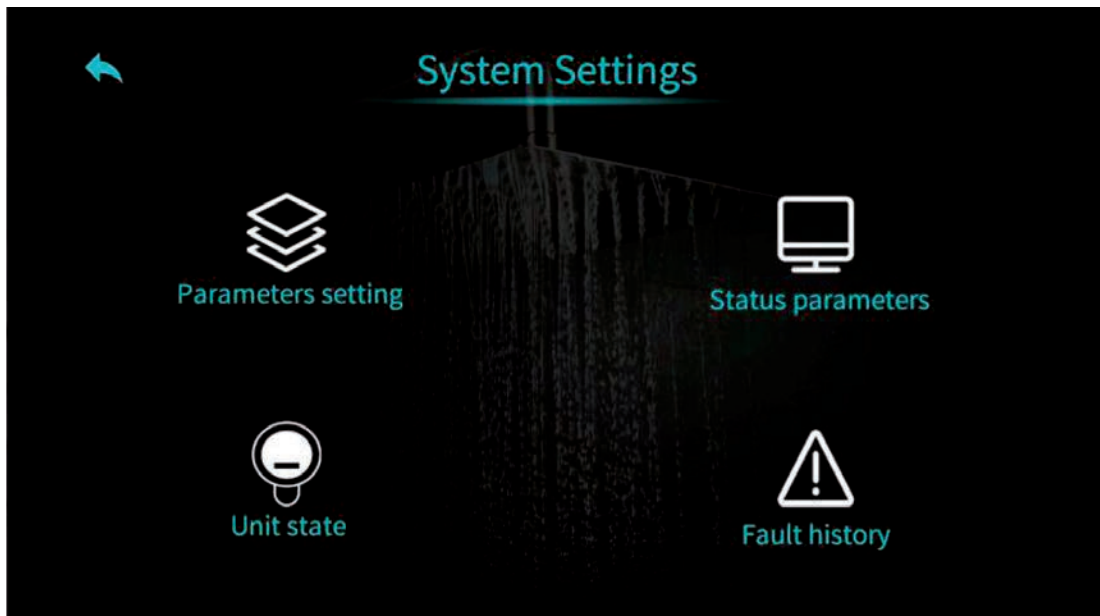 System Settings
Parameters setting
Status parameters
Unit state
Fault history